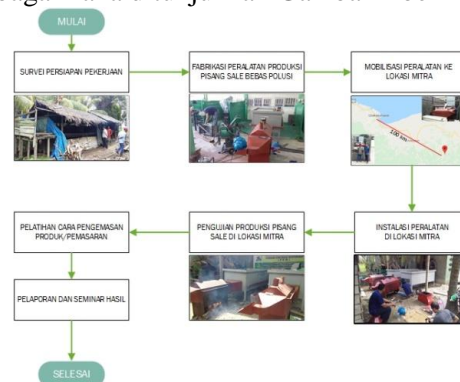 MULAI
SURVEI PERSIAPAN PEKERJAAN
FABRIKASI PERALATAN PRODUKSI
PISANG SALE BEBAS POLUSI
MOBILISASI PERALATAN KE
LOKASI MITRA
INSTALASI PERALATAN
DI LOKASI MITRA
PENGUJIAN PRODUKSI PISANG
SALE DI LOKASI MITRA
PELATIHAN CARA PENGEMASAN
PRODUK/PEMASARAN
PELAPORAN DAN SEMINAR HASIL
SELESAI